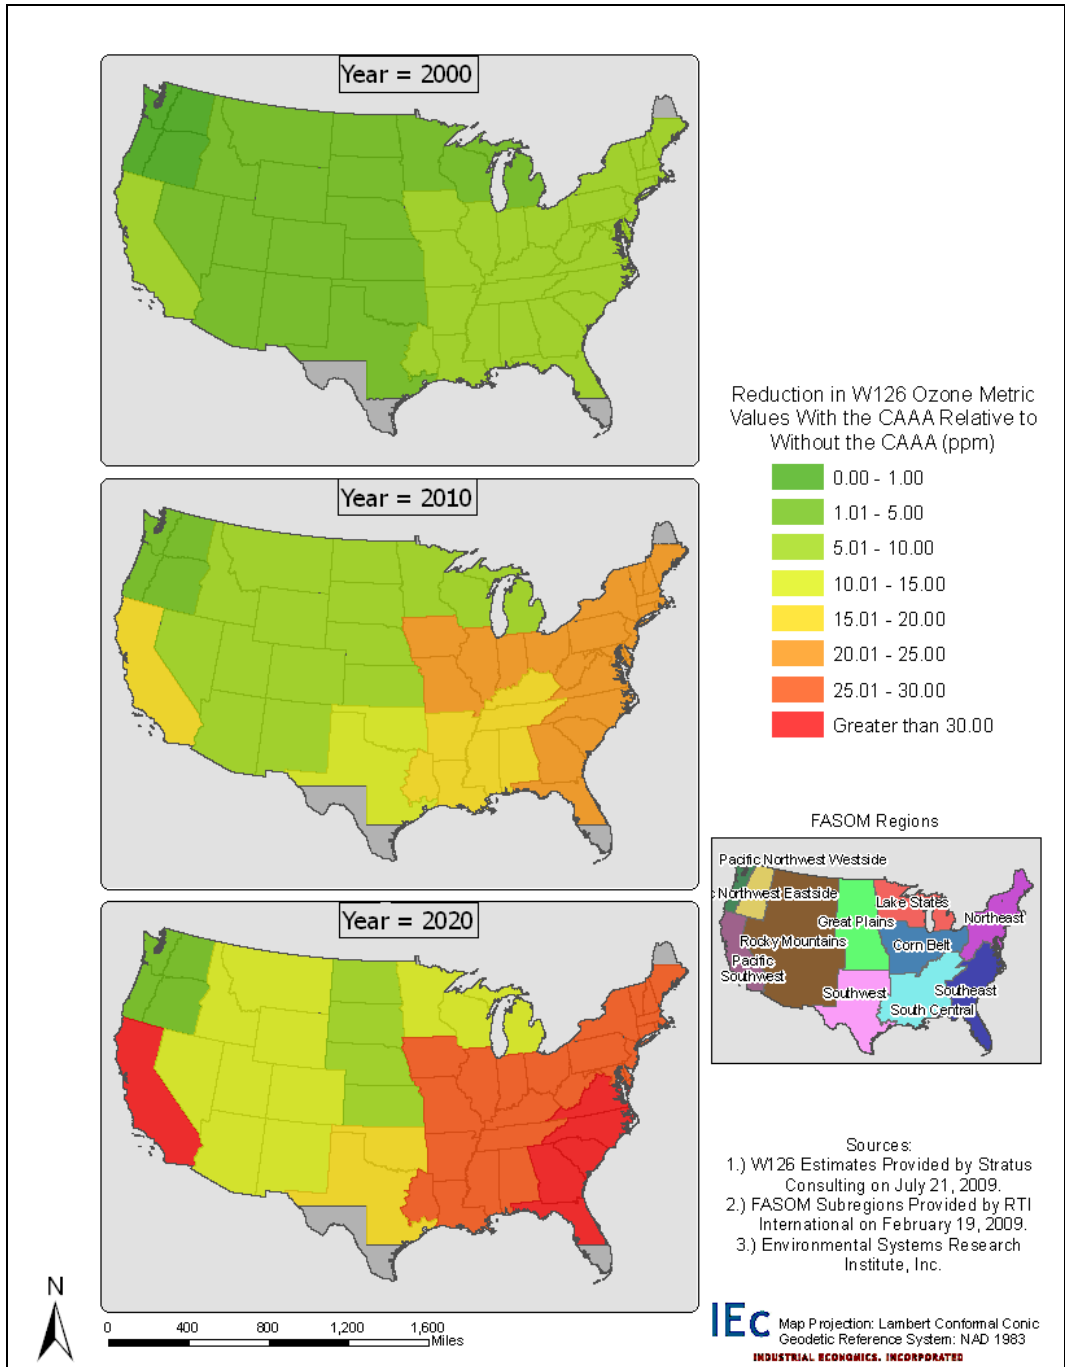 Year = 2000
Year = 2010
Year = 2020
Reduction in W126 Ozone Metric
Values With the CAAA Relative to
Without the CAAA (ppm)
0.00 - 1.00
1.01 - 5.00
5.01 - 10.00
10.01 - 15.00
15.01 - 20.00
20.01 - 25.00
25.01 - 30.00
Greater than 30.00
FASOM Regions
Pacific Northwest Westside
c Northwest Eastside
Lake States
Great Plains
Northeast
Rocky Mountains
Corn Belt
Pacific
Southwest
Southwest
Southeast
South Central
Sources:
1.) W126 Estimates Provided by Stratus
Consulting on July 21, 2009.
2.) FASOM Subregions Provided by RTI
International on February 19, 2009.
3.) Environmental Systems Research
Institute, Inc.
N
0 400 800 1,200 1,600
Miles
IEc
Map Projection: Lambert Conformal Conic
Geodetic Reference System: NAD 1983
INDUSTRIAL ECONOMICS, INCORPORATED